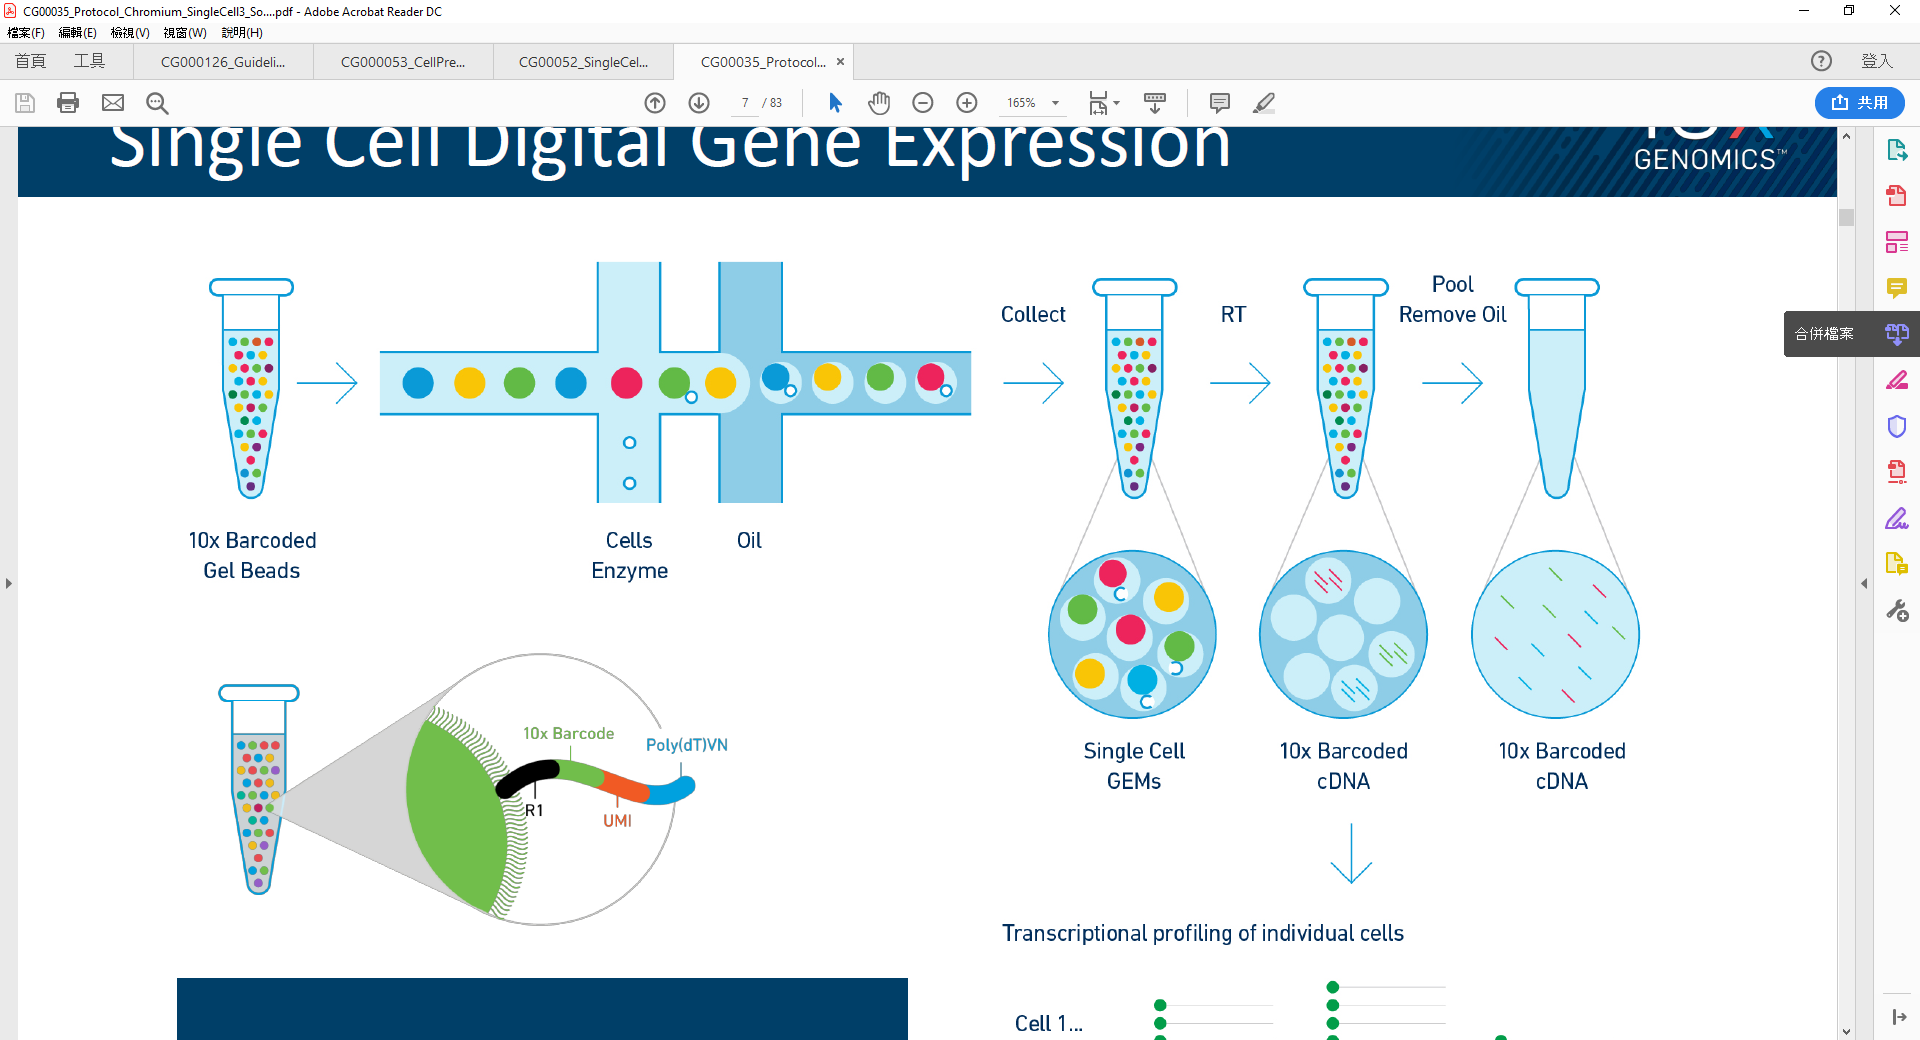 CG00035_Protocol_Chromium_SingleCell3_So....pdf - Adobe Acrobat Reader DC
檔案(F) 編輯(E) 檢視(V) 視窗(W) 說明(H)
首頁 工具 CG000126_Guideli... CG000053_CellPre... CG00052_SingleCel... CG00035_Protocol... ×
登入
7 / 83 165% 共用
Single Cell Digital Gene Expression
10X
GENOMICS™
合併檔案
Collect
RT
Pool
Remove Oil
10x Barcoded
Gel Beads
Cells
Enzyme
Oil
Single Cell
GEMs
10x Barcoded
cDNA
10x Barcoded
cDNA
10x Barcode
Poly(dT)VN
R1
UMI
Transcriptional profiling of individual cells
Cell 1...